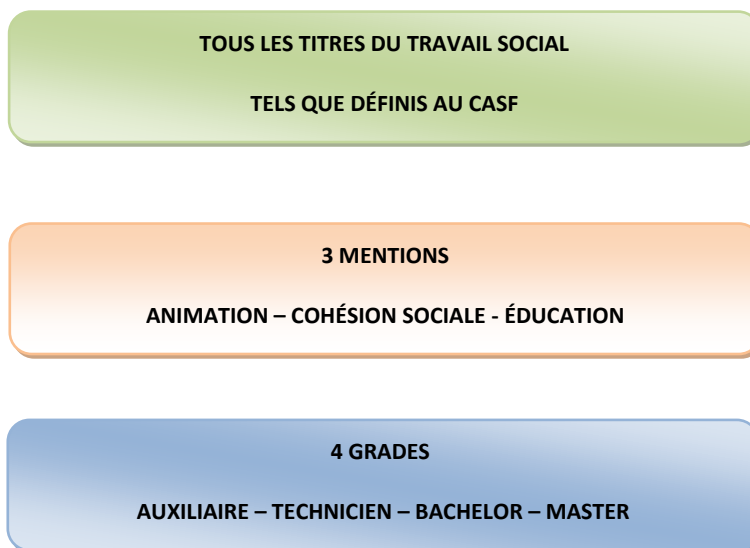 TOUS LES TITRES DU TRAVAIL SOCIAL
TELS QUE DÉFINIS AU CASF
3 MENTIONS
ANIMATION – COHÉSION SOCIALE - ÉDUCATION
4 GRADES
AUXILIAIRE – TECHNICIEN – BACHELOR – MASTER